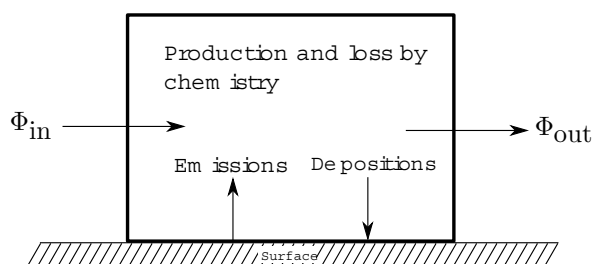 Production and loss by
chemistry
Φin
Φout
Emissions
Depositions
Surface